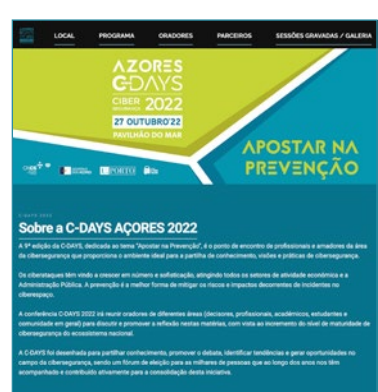 LOCAL PROGRAMA ORADORES PARCEIROS SESSÕES GRAVADAS / GALERIA
AZORES
C-DAYS
CIBER
SEGURANÇA 2022
27 OUTUBRO'22
PAVILHÃO DO MAR
APOSTAR NA
PREVENÇÃO
PORTO
C-DAYS 2022
Sobre a C-DAYS AÇORES 2022
A 9ª edição da C-DAYS, dedicada ao tema "Apostar na Prevenção", é o ponto de encontro de profissionais e amadores da área
da cibersegurança que proporciona o ambiente ideal para a partilha de conhecimento, visões e práticas de cibersegurança.
Os ciberataques têm vindo a crescer em número e sofisticação, atingindo todos os setores de atividade económica e a
Administração Pública. A prevenção é a melhor forma de mitigar os riscos e impactos decorrentes de incidentes no
ciberespaço.
A conferência C-DAYS 2022 irá reunir oradores de diferentes áreas (decisores, profissionais, académicos, estudantes e
comunidade em geral) para discutir e promover a reflexão nestas matérias, com vista ao incremento do nível de maturidade de
cibersegurança do ecossistema nacional.
A C-DAYS foi desenhada para partilhar conhecimento, promover o debate, identificar tendências e gerar oportunidades no
campo da cibersegurança, sendo um fórum de eleição para as milhares de pessoas que ao longo dos anos nos têm
acompanhado e contribuído ativamente para a consolidação desta iniciativa.